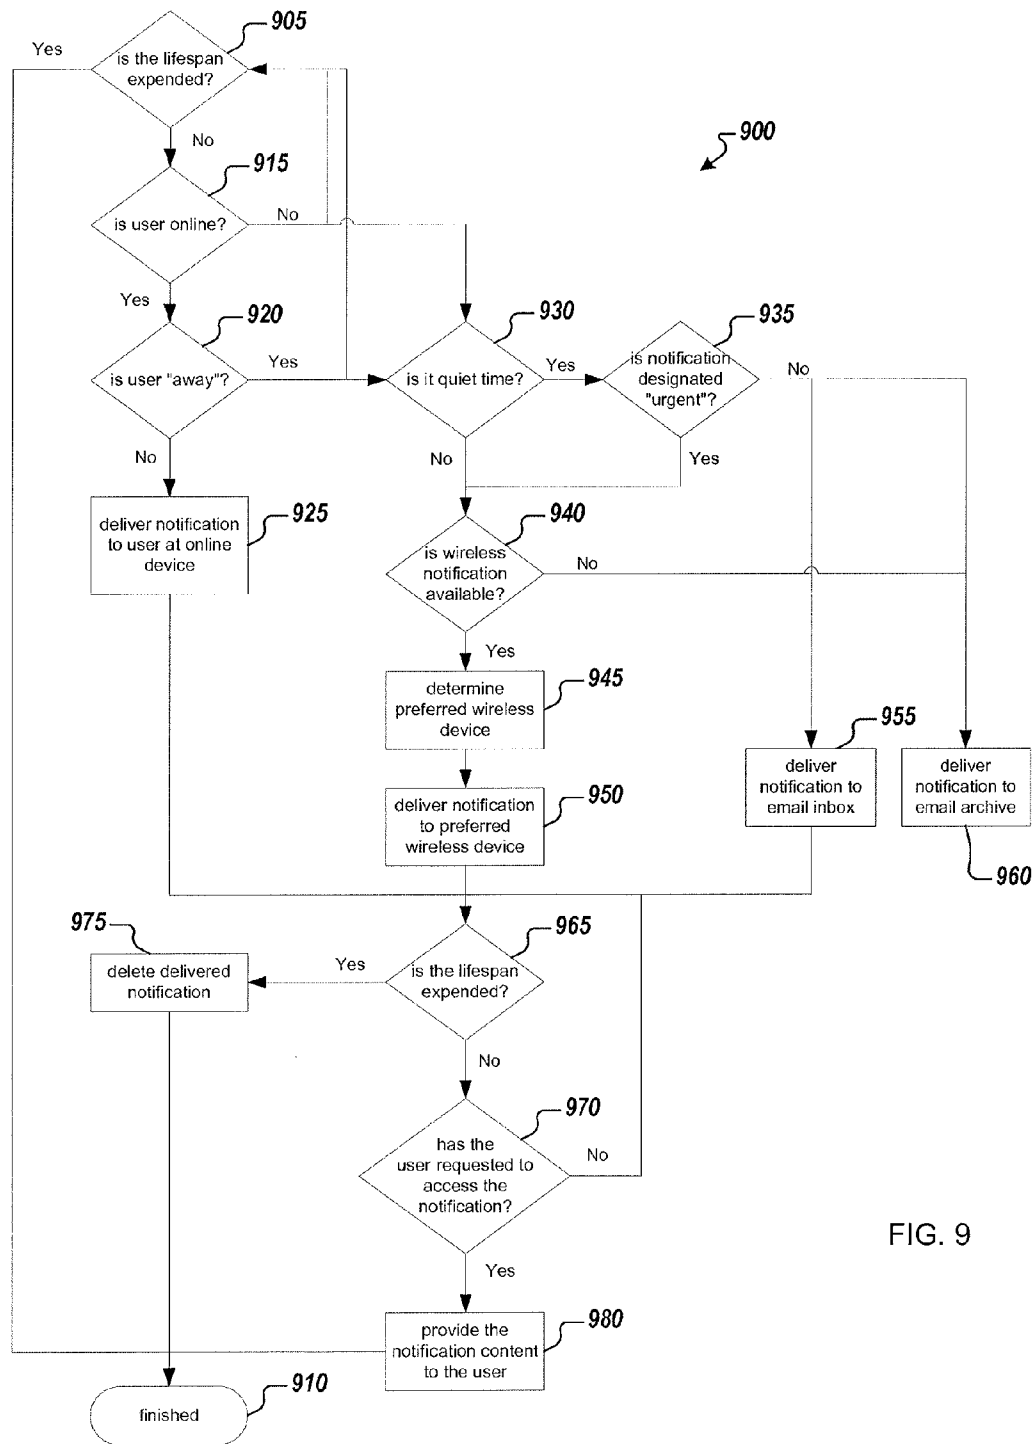 905
Yes
is the lifespan
expended?
No
900
915
is user online?
No
Yes
920
930
935
is user "away"?
Yes
is it quiet time?
Yes
is notification
designated
"urgent"?
No
No
No
Yes
deliver notification
to user at online
device
925
940
is wireless
notification
available?
No
Yes
determine
preferred wireless
device
945
955
deliver
notification to
email inbox
deliver
notification to
email archive
960
deliver notification
to preferred
wireless device
950
975
965
delete delivered
notification
Yes
is the lifespan
expended?
No
970
has the
user requested to
access the
notification?
No
FIG. 9
Yes
provide the
notification content
to the user
980
finished
910